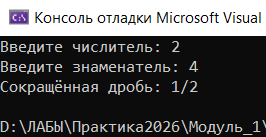 Консоль отладки Microsoft Visual
Введите числитель: 2
Введите знаменатель: 4
Сокращённая дробь: 1/2
D:\ЛАБЫ\Практика2026\Модуль_1\